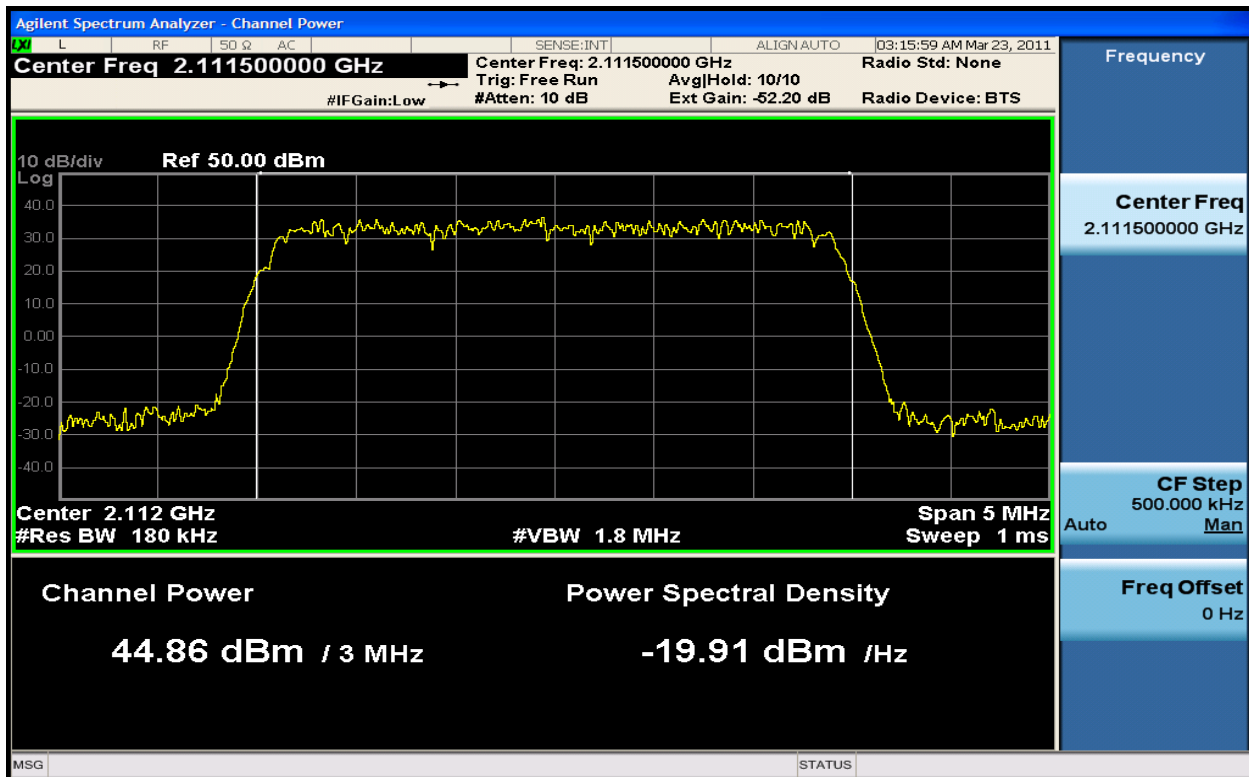 Agilent Spectrum Analyzer - Channel Power
LXI L RF 50 Ω AC SENSE:INT ALIGN AUTO 03:15:59 AM Mar 23, 2011
Center Freq 2.111500000 GHz
#IFGain:Low
Center Freq: 2.111500000 GHz
Trig: Free Run Avg|Hold: 10/10
#Atten: 10 dB Ext Gain: -52.20 dB
Radio Std: None
Radio Device: BTS
10 dB/div Ref 50.00 dBm
Log
40.0
30.0
20.0
10.0
0.00
-10.0
-20.0
-30.0
-40.0
Center 2.112 GHz Span 5 MHz
#Res BW 180 kHz #VBW 1.8 MHz Sweep 1 ms
Channel Power Power Spectral Density
44.86 dBm / 3 MHz -19.91 dBm /Hz
MSG STATUS
Frequency
Center Freq
2.111500000 GHz
CF Step
500.000 kHz
Auto Man
Freq Offset
0 Hz